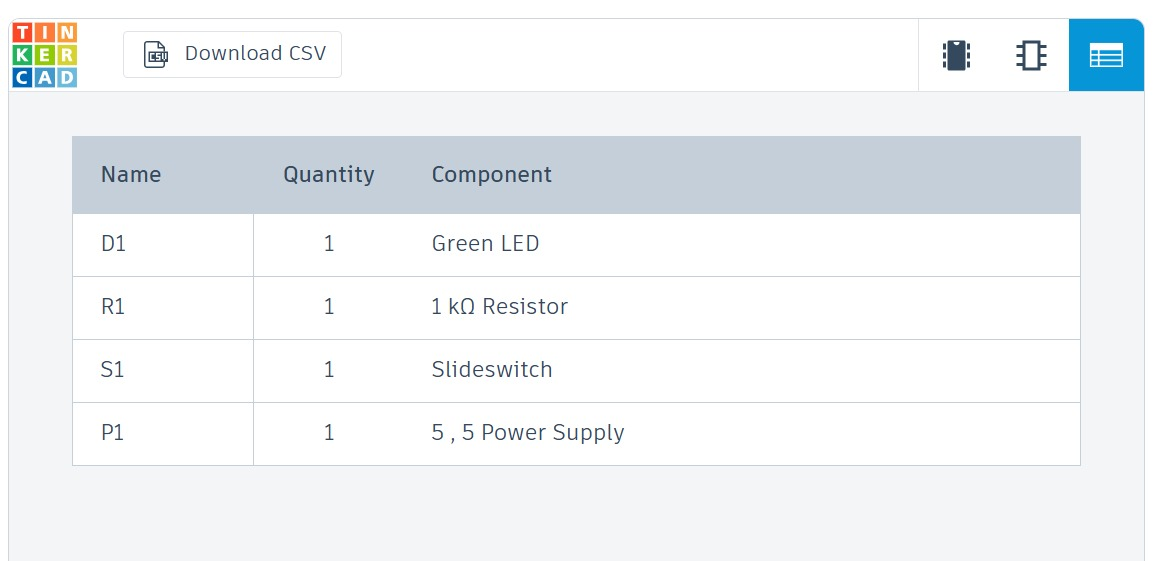 TIN
KER
CAD
Download CSV
Name Quantity Component
D1 1 Green LED
R1 1 1 kΩ Resistor
S1 1 Slideswitch
P1 1 5 , 5 Power Supply